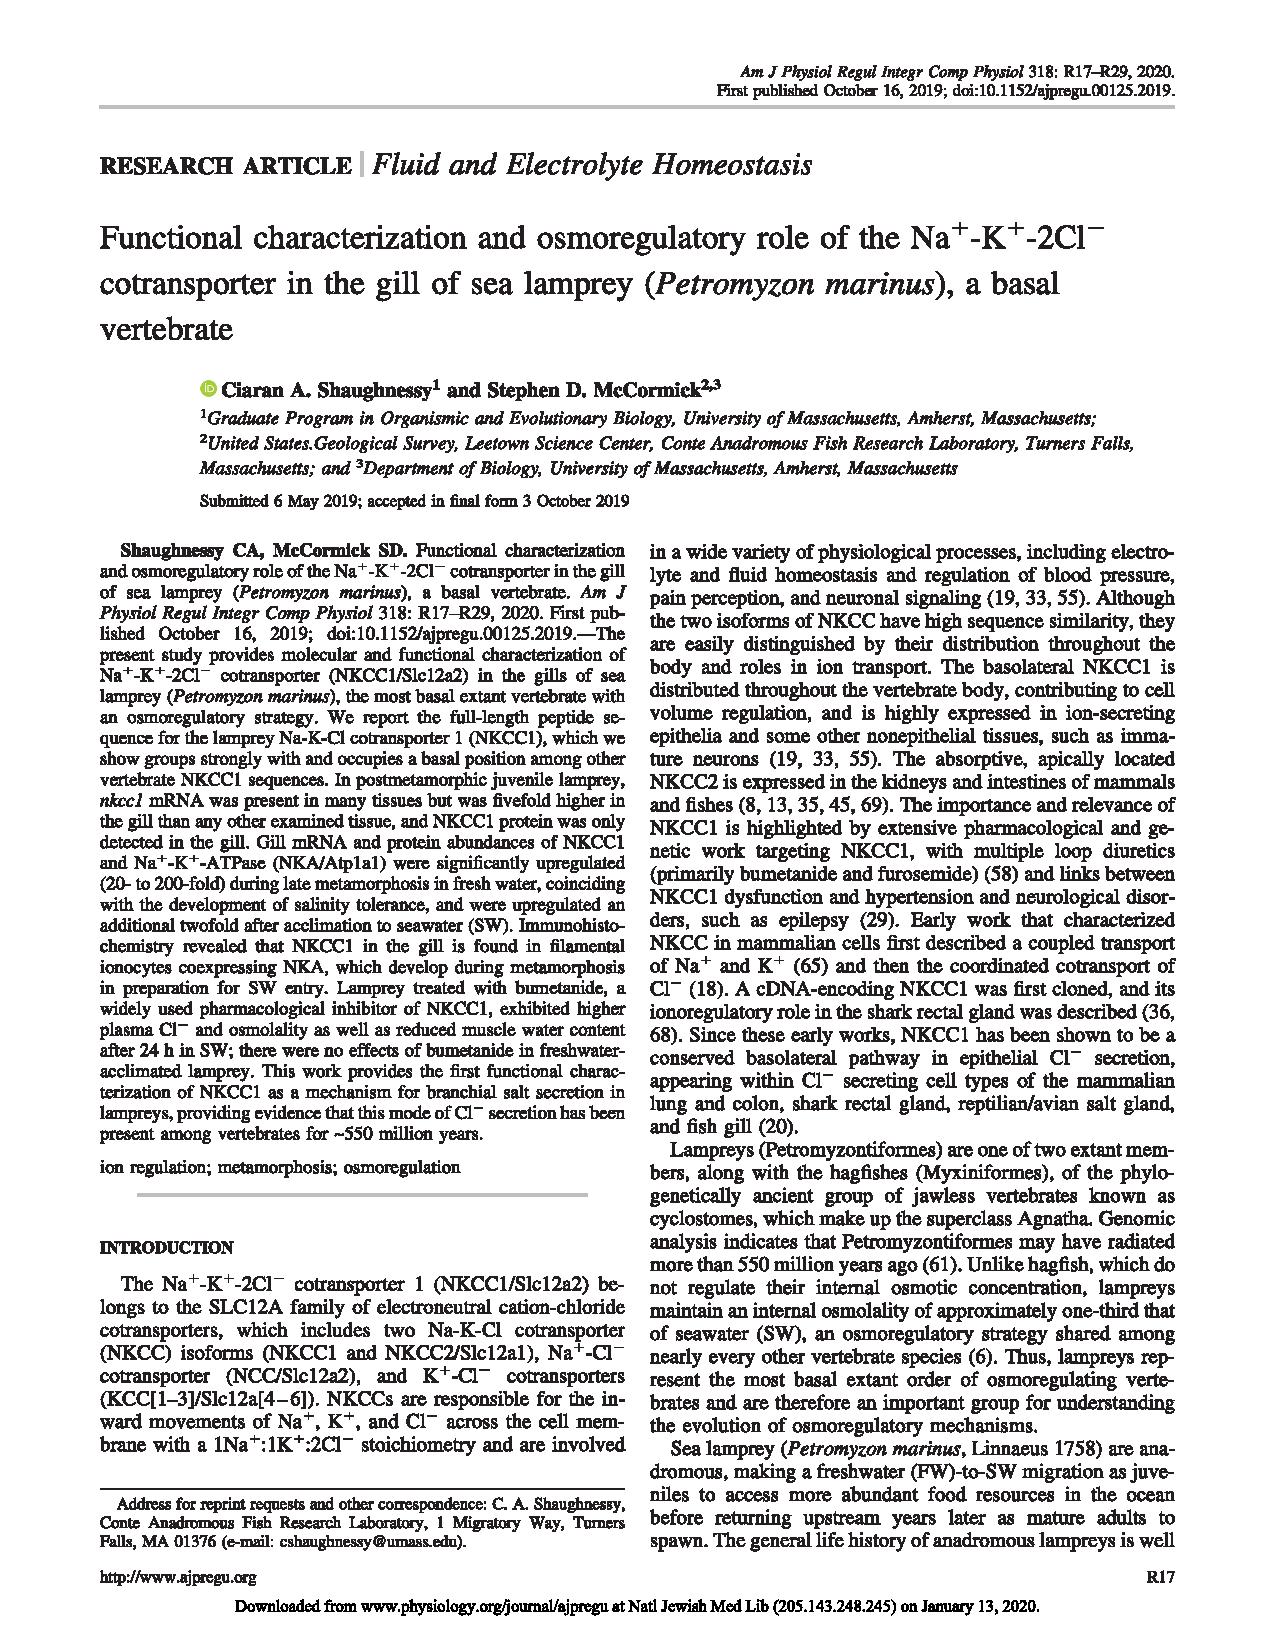 Am J Physiol Regul Integr Comp Physiol 318: R17–R29, 2020.
First published October 16, 2019; doi:10.1152/ajpregu.00125.2019.
RESEARCH ARTICLE | Fluid and Electrolyte Homeostasis
Functional characterization and osmoregulatory role of the Na⁺-K⁺-2Cl⁻
cotransporter in the gill of sea lamprey (Petromyzon marinus), a basal
vertebrate
iD Ciaran A. Shaughnessy¹ and Stephen D. McCormick²,³
¹Graduate Program in Organismic and Evolutionary Biology, University of Massachusetts, Amherst, Massachusetts;
²United States.Geological Survey, Leetown Science Center, Conte Anadromous Fish Research Laboratory, Turners Falls,
Massachusetts; and ³Department of Biology, University of Massachusetts, Amherst, Massachusetts
Submitted 6 May 2019; accepted in final form 3 October 2019
Shaughnessy CA, McCormick SD. Functional characterization
and osmoregulatory role of the Na⁺-K⁺-2Cl⁻ cotransporter in the gill
of sea lamprey (Petromyzon marinus), a basal vertebrate. Am J
Physiol Regul Integr Comp Physiol 318: R17–R29, 2020. First pub-
lished October 16, 2019; doi:10.1152/ajpregu.00125.2019.—The
present study provides molecular and functional characterization of
Na⁺-K⁺-2Cl⁻ cotransporter (NKCC1/Slc12a2) in the gills of sea
lamprey (Petromyzon marinus), the most basal extant vertebrate with
an osmoregulatory strategy. We report the full-length peptide se-
quence for the lamprey Na-K-Cl cotransporter 1 (NKCC1), which we
show groups strongly with and occupies a basal position among other
vertebrate NKCC1 sequences. In postmetamorphic juvenile lamprey,
nkcc1 mRNA was present in many tissues but was fivefold higher in
the gill than any other examined tissue, and NKCC1 protein was only
detected in the gill. Gill mRNA and protein abundances of NKCC1
and Na⁺-K⁺-ATPase (NKA/Atp1a1) were significantly upregulated
(20- to 200-fold) during late metamorphosis in fresh water, coinciding
with the development of salinity tolerance, and were upregulated an
additional twofold after acclimation to seawater (SW). Immunohisto-
chemistry revealed that NKCC1 in the gill is found in filamental
ionocytes coexpressing NKA, which develop during metamorphosis
in preparation for SW entry. Lamprey treated with bumetanide, a
widely used pharmacological inhibitor of NKCC1, exhibited higher
plasma Cl⁻ and osmolality as well as reduced muscle water content
after 24 h in SW; there were no effects of bumetanide in freshwater-
acclimated lamprey. This work provides the first functional charac-
terization of NKCC1 as a mechanism for branchial salt secretion in
lampreys, providing evidence that this mode of Cl⁻ secretion has been
present among vertebrates for ~550 million years.
ion regulation; metamorphosis; osmoregulation
INTRODUCTION
The Na⁺-K⁺-2Cl⁻ cotransporter 1 (NKCC1/Slc12a2) be-
longs to the SLC12A family of electroneutral cation-chloride
cotransporters, which includes two Na-K-Cl cotransporter
(NKCC) isoforms (NKCC1 and NKCC2/Slc12a1), Na⁺-Cl⁻
cotransporter (NCC/Slc12a2), and K⁺-Cl⁻ cotransporters
(KCC[1–3]/Slc12a[4–6]). NKCCs are responsible for the in-
ward movements of Na⁺, K⁺, and Cl⁻ across the cell mem-
brane with a 1Na⁺:1K⁺:2Cl⁻ stoichiometry and are involved
Address for reprint requests and other correspondence: C. A. Shaughnessy,
Conte Anadromous Fish Research Laboratory, 1 Migratory Way, Turners
Falls, MA 01376 (e-mail: cshaughnessy@umass.edu).
in a wide variety of physiological processes, including electro-
lyte and fluid homeostasis and regulation of blood pressure,
pain perception, and neuronal signaling (19, 33, 55). Although
the two isoforms of NKCC have high sequence similarity, they
are easily distinguished by their distribution throughout the
body and roles in ion transport. The basolateral NKCC1 is
distributed throughout the vertebrate body, contributing to cell
volume regulation, and is highly expressed in ion-secreting
epithelia and some other nonepithelial tissues, such as imma-
ture neurons (19, 33, 55). The absorptive, apically located
NKCC2 is expressed in the kidneys and intestines of mammals
and fishes (8, 13, 35, 45, 69). The importance and relevance of
NKCC1 is highlighted by extensive pharmacological and ge-
netic work targeting NKCC1, with multiple loop diuretics
(primarily bumetanide and furosemide) (58) and links between
NKCC1 dysfunction and hypertension and neurological disor-
ders, such as epilepsy (29). Early work that characterized
NKCC in mammalian cells first described a coupled transport
of Na⁺ and K⁺ (65) and then the coordinated cotransport of
Cl⁻ (18). A cDNA-encoding NKCC1 was first cloned, and its
ionoregulatory role in the shark rectal gland was described (36,
68). Since these early works, NKCC1 has been shown to be a
conserved basolateral pathway in epithelial Cl⁻ secretion,
appearing within Cl⁻ secreting cell types of the mammalian
lung and colon, shark rectal gland, reptilian/avian salt gland,
and fish gill (20).
Lampreys (Petromyzontiformes) are one of two extant mem-
bers, along with the hagfishes (Myxiniformes), of the phylo-
genetically ancient group of jawless vertebrates known as
cyclostomes, which make up the superclass Agnatha. Genomic
analysis indicates that Petromyzontiformes may have radiated
more than 550 million years ago (61). Unlike hagfish, which do
not regulate their internal osmotic concentration, lampreys
maintain an internal osmolality of approximately one-third that
of seawater (SW), an osmoregulatory strategy shared among
nearly every other vertebrate species (6). Thus, lampreys rep-
resent the most basal extant order of osmoregulating verte-
brates and are therefore an important group for understanding
the evolution of osmoregulatory mechanisms.
Sea lamprey (Petromyzon marinus, Linnaeus 1758) are ana-
dromous, making a freshwater (FW)-to-SW migration as juve-
niles to access more abundant food resources in the ocean
before returning upstream years later as mature adults to
spawn. The general life history of anadromous lampreys is well
http://www.ajpregu.org
R17
Downloaded from www.physiology.org/journal/ajpregu at Natl Jewish Med Lib (205.143.248.245) on January 13, 2020.